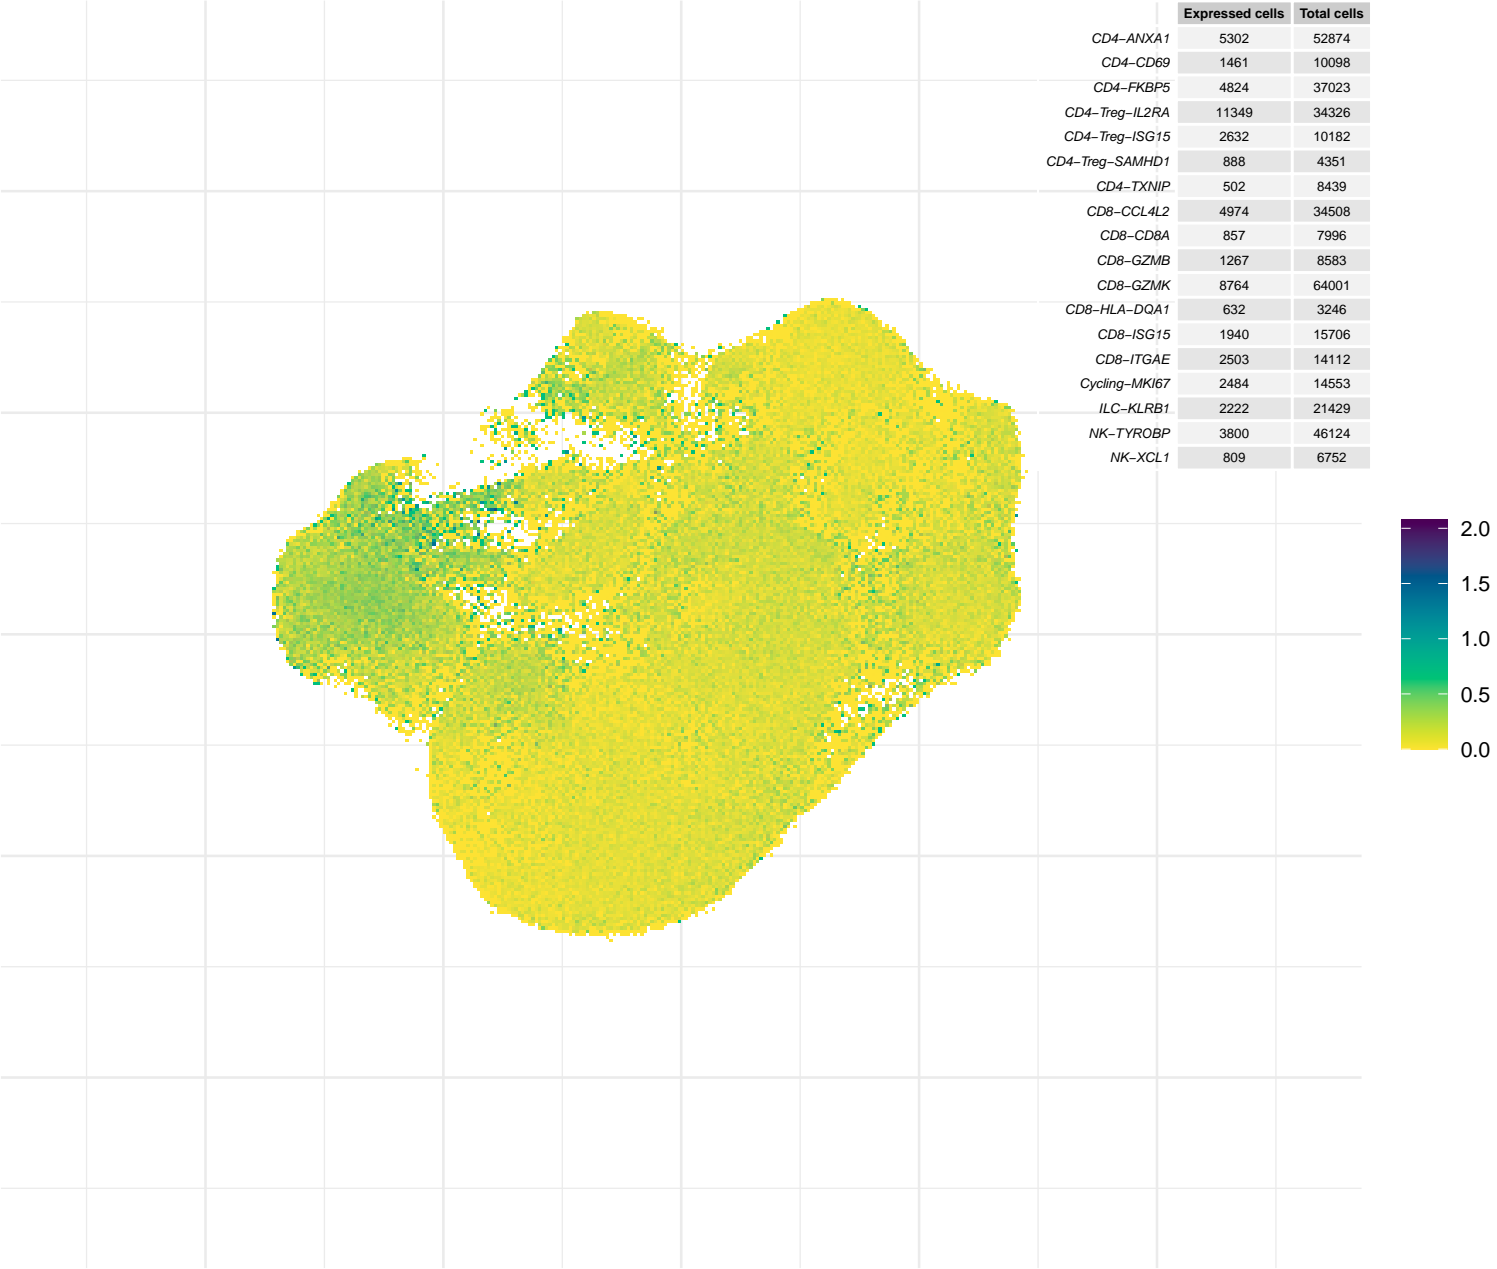 Expressed cells Total cells
CD4−ANXA1 5302 52874
CD4−CD69 1461 10098
CD4−FKBP5 4824 37023
CD4−Treg−IL2RA 11349 34326
CD4−Treg−ISG15 2632 10182
CD4−Treg−SAMHD1 888 4351
CD4−TXNIP 502 8439
CD8−CCL4L2 4974 34508
CD8−CD8A 857 7996
CD8−GZMB 1267 8583
CD8−GZMK 8764 64001
CD8−HLA−DQA1 632 3246
CD8−ISG15 1940 15706
CD8−ITGAE 2503 14112
Cycling−MKI67 2484 14553
ILC−KLRB1 2222 21429
NK−TYROBP 3800 46124
NK−XCL1 809 6752
2.0
1.5
1.0
0.5
0.0